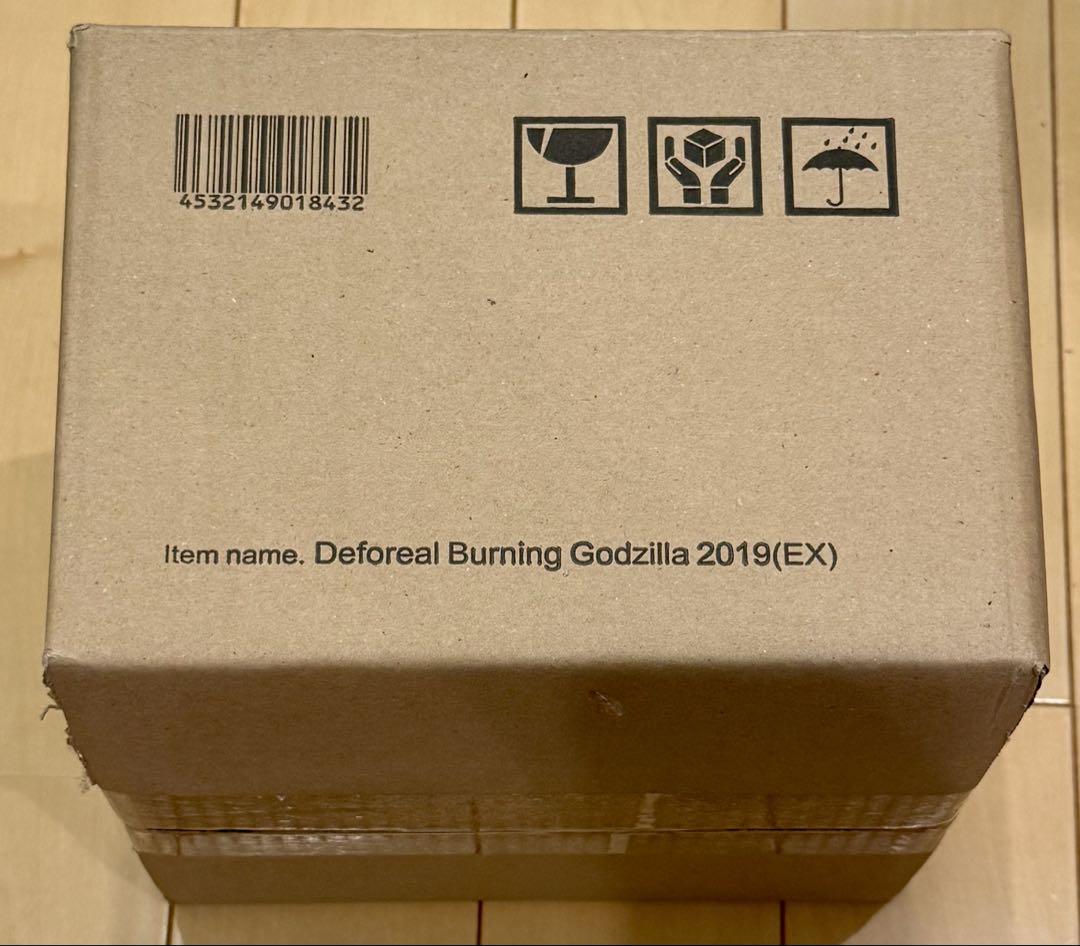 4532149018432
Item name. Deforeal Burning Godzilla 2019(EX)